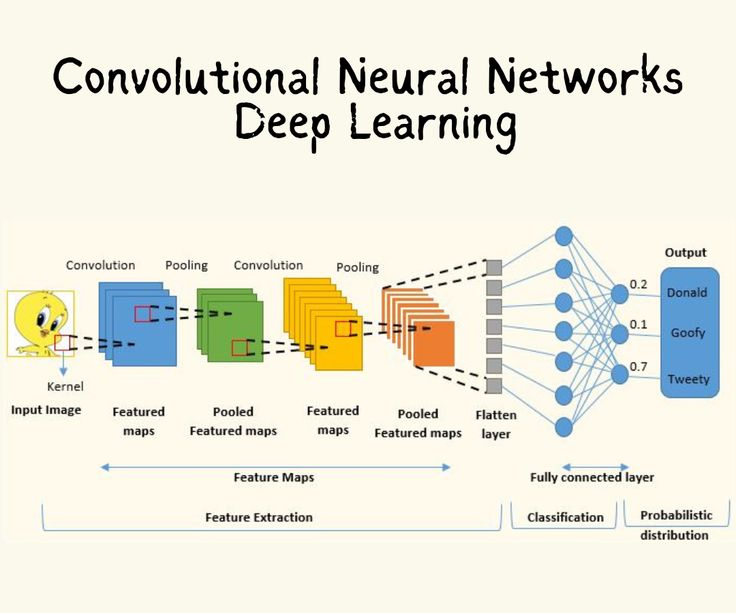 Convolutional Neural Networks
Deep Learning
Convolution
Pooling
Convolution
Pooling
Output
0.2
Donald
0.1
Goofy
0.7
Tweety
Kernel
Input Image
Featured
maps
Pooled
Featured maps
Featured
maps
Pooled
Featured maps
Flatten
layer
Feature Maps
Fully connected layer
Feature Extraction
Classification
Probabilistic
distribution